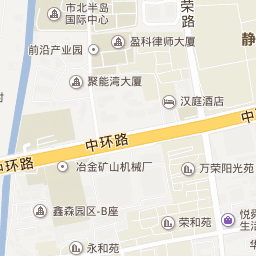 市北半岛
国际中心
荣
路
盈科律师大厦
静
前沿产业园
聚能湾大厦
汉庭酒店
中环路
中
中环路
冶金矿山机械厂
万荣阳光苑
鑫森园区-B座
荣和苑
悦
生活
永和苑